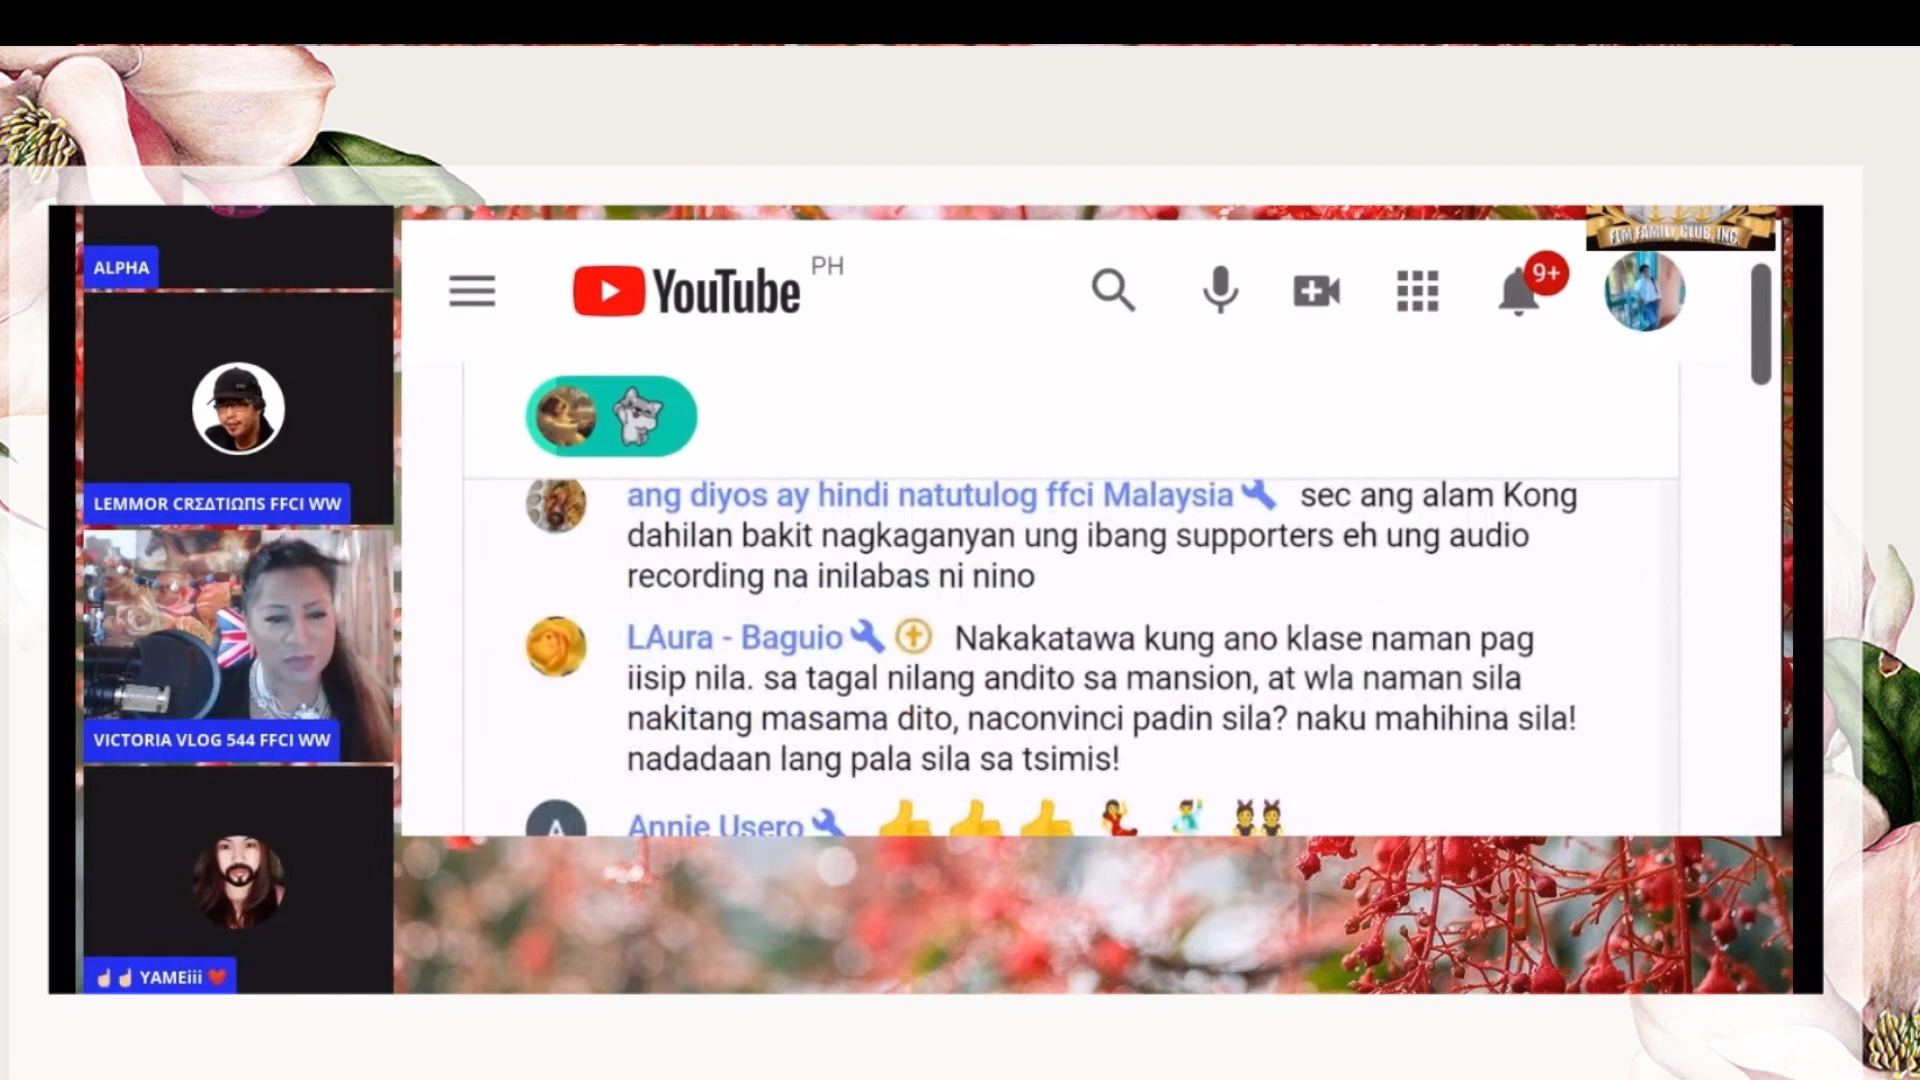 FLM FAMILY CLUB, INC.
YouTube PH
9+
ALPHA
LEMMOR CRΣΔTIΩΠS FFCI WW
VICTORIA VLOG 544 FFCI WW
☝🏻☝🏻 YAMEiii ❤️
ang diyos ay hindi natutulog ffci Malaysia 🔧 sec ang alam Kong
dahilan bakit nagkaganyan ung ibang supporters eh ung audio
recording na inilabas ni nino
LAura - Baguio 🔧 Nakakatawa kung ano klase naman pag
iisip nila. sa tagal nilang andito sa mansion, at wla naman sila
nakitang masama dito, naconvinci padin sila? naku mahihina sila!
nadadaan lang pala sila sa tsimis!
A
Annie Usero 🔧 👍👍👍💃🕺👯